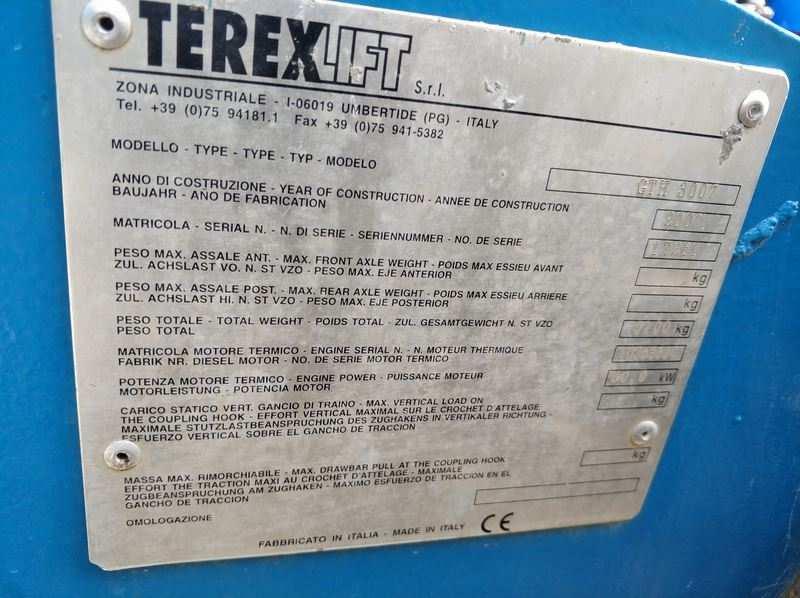 TEREXLIFT S.r.l.
ZONA INDUSTRIALE - I-06019 UMBERTIDE (PG) - ITALY
Tel. +39 (0)75 94181.1 Fax +39 (0)75 941-5382
MODELLO - TYPE - TYPE - TYP - MODELO GTH 3007
ANNO DI COSTRUZIONE - YEAR OF CONSTRUCTION - ANNEE DE CONSTRUCTION
BAUJAHR - AÑO DE FABRICATION
MATRICOLA - SERIAL N. - N. DI SERIE - SERIENNUMMER - NO. DE SERIE
PESO MAX. ASSALE ANT. - MAX. FRONT AXLE WEIGHT - POIDS MAX ESSIEU AVANT
ZUL. ACHSLAST VO. N. ST VZO - PESO MAX. EJE ANTERIOR kg
PESO MAX. ASSALE POST. - MAX. REAR AXLE WEIGHT - POIDS MAX ESSIEU ARRIERE
ZUL. ACHSLAST HI. N. ST VZO - PESO MAX. EJE POSTERIOR kg
PESO TOTALE - TOTAL WEIGHT - POIDS TOTAL - ZUL. GESAMTGEWICHT N. ST VZO
PESO TOTAL kg
MATRICOLA MOTORE TERMICO - ENGINE SERIAL N. - N. MOTEUR THERMIQUE
FABRIK NR. DIESEL MOTOR - NO. DE SERIE MOTOR TERMICO
POTENZA MOTORE TERMICO - ENGINE POWER - PUISSANCE MOTEUR
MOTORLEISTUNG - POTENCIA MOTOR kW
CARICO STATICO VERT. GANCIO DI TRAINO - MAX. VERTICAL LOAD ON
THE COUPLING HOOK - EFFORT VERTICAL MAXIMAL SUR LE CROCHET D'ATTELAGE
MAXIMALE STUTZLASTBEANSPRUCHUNG DES ZUGHAKENS IN VERTIKALER RICHTUNG -
ESFUERZO VERTICAL SOBRE EL GANCHO DE TRACCION kg
MASSA MAX. RIMORCHIABILE - MAX. DRAWBAR PULL AT THE COUPLING HOOK
EFFORT THE TRACTION MAXI AU CROCHET D'ATTELAGE - MAXIMALE
ZUGBEANSPRUCHUNG AM ZUGHAKEN - MAXIMO ESFUERZO DE TRACCION EN EL
GANCHO DE TRACCION kg
OMOLOGAZIONE
FABBRICATO IN ITALIA - MADE IN ITALY CE